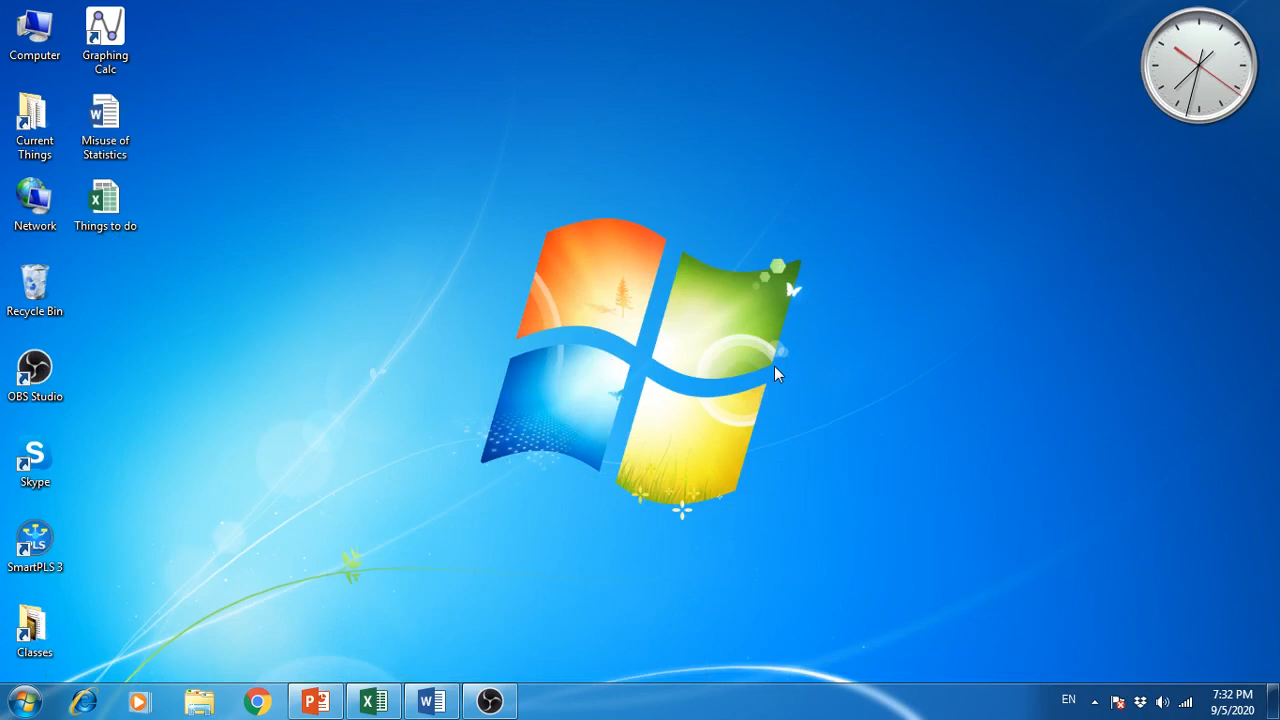 Computer
Graphing
Calc
Current
Things
Misuse of
Statistics
Network
Things to do
Recycle Bin
OBS Studio
S
Skype
PLS
SmartPLS 3
Classes
EN
7:32 PM
9/5/2020